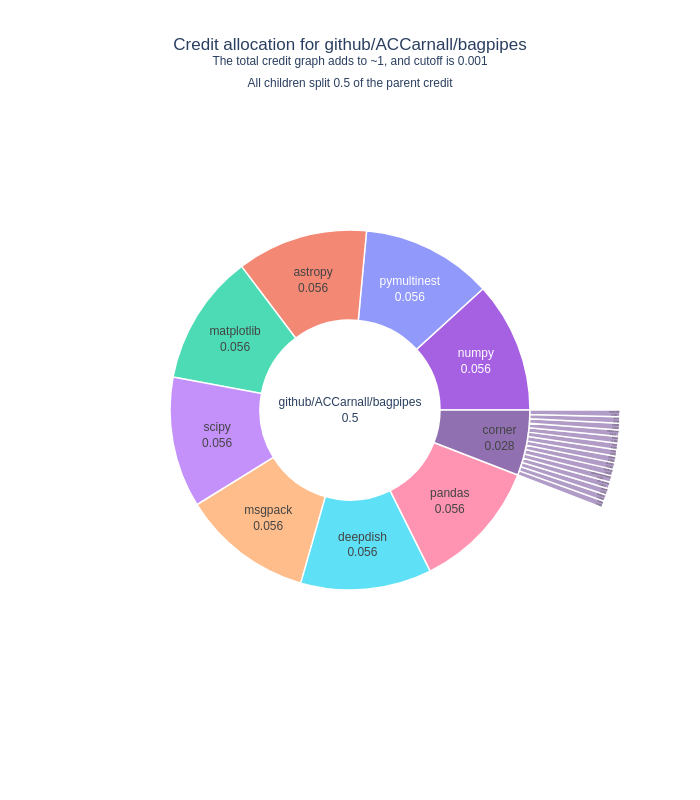 Credit allocation for github/ACCarnall/bagpipes
The total credit graph adds to ~1, and cutoff is 0.001
All children split 0.5 of the parent credit
astropy
0.056
pymultinest
0.056
matplotlib
0.056
numpy
0.056
github/ACCarnall/bagpipes
0.5
scipy
0.056
corner
0.028
pandas
0.056
msgpack
0.056
deepdish
0.056